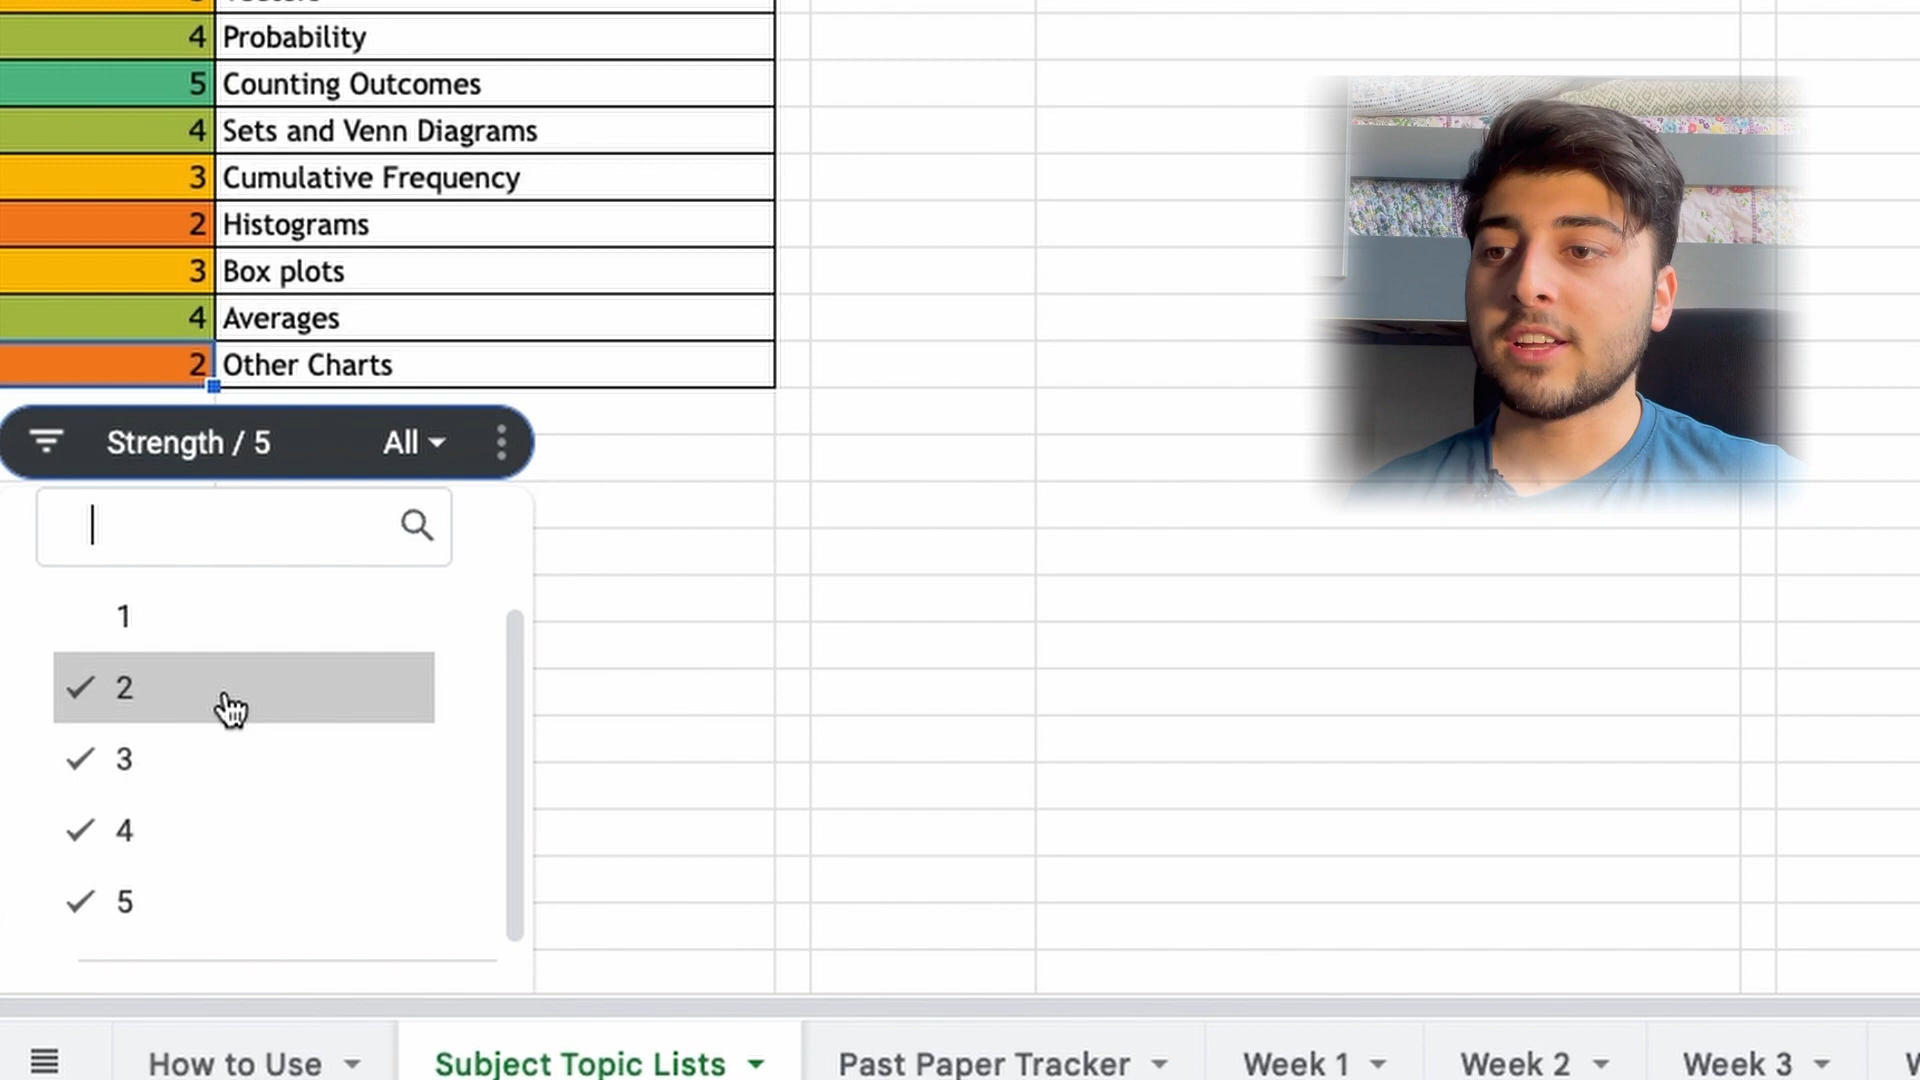 4 Probability
5 Counting Outcomes
4 Sets and Venn Diagrams
3 Cumulative Frequency
2 Histograms
3 Box plots
4 Averages
2 Other Charts
Strength / 5 All
1
2
3
4
5
How to Use Subject Topic Lists Past Paper Tracker Week 1 Week 2 Week 3